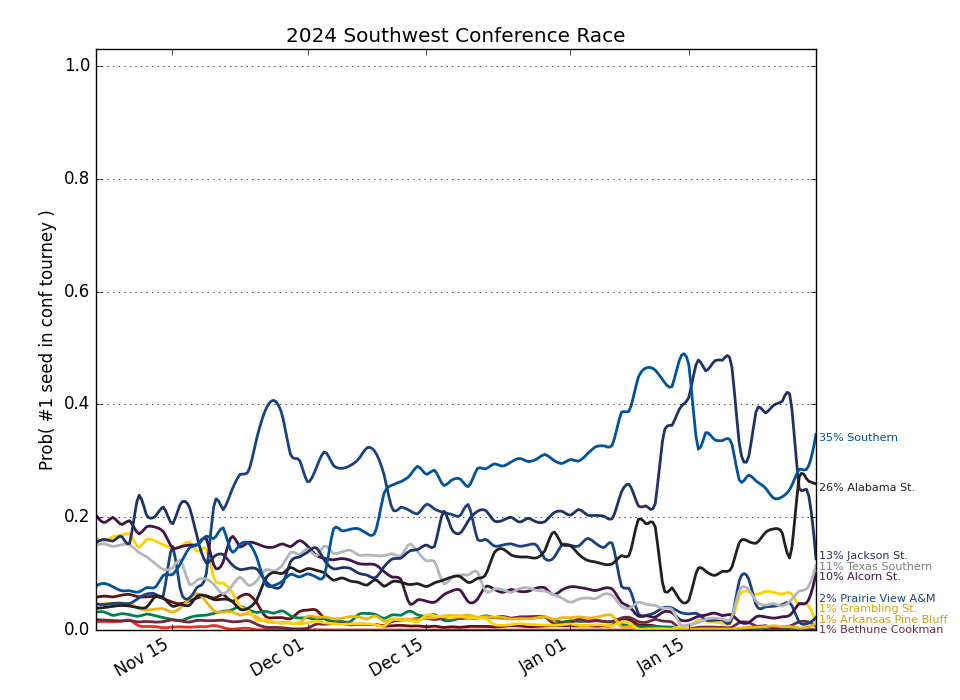 2024 Southwest Conference Race
Prob( #1 seed in conf tourney )
1.0
0.8
0.6
0.4
0.2
0.0
Nov 15
Dec 01
Dec 15
Jan 01
Jan 15
35% Southern
26% Alabama St.
13% Jackson St.
11% Texas Southern
10% Alcorn St.
2% Prairie View A&M
1% Grambling St.
1% Arkansas Pine Bluff
1% Bethune Cookman